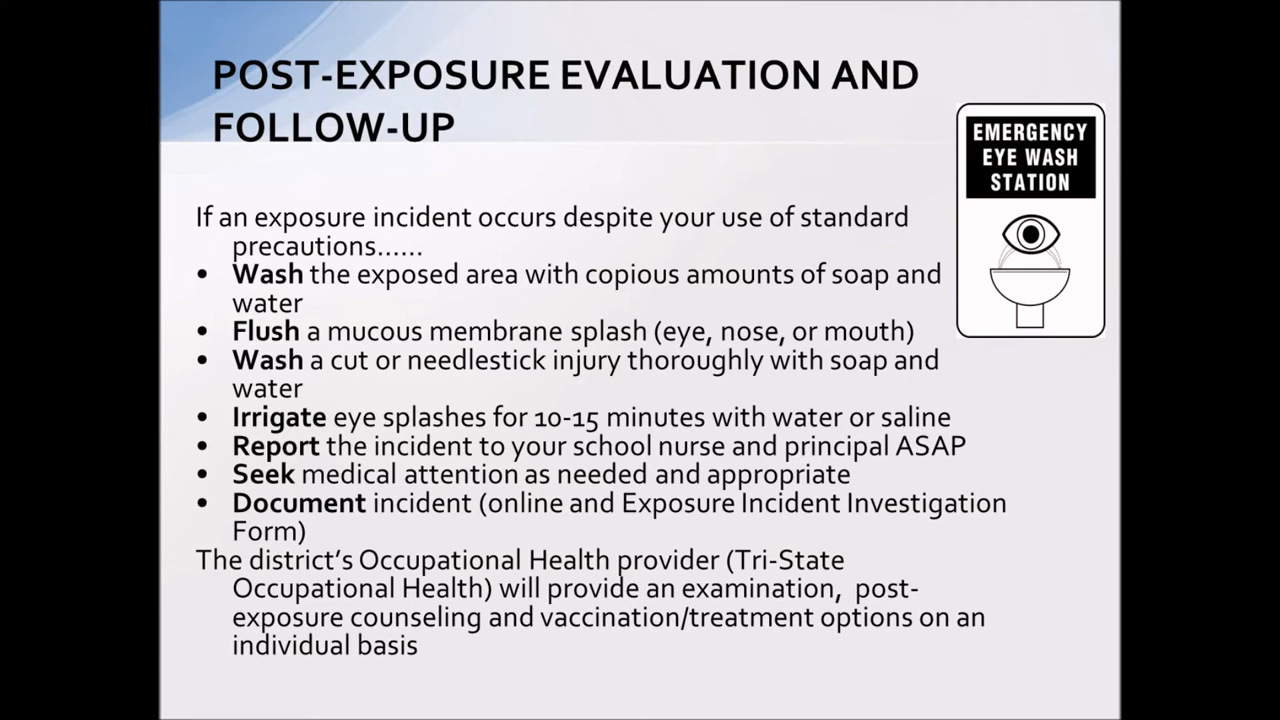 POST-EXPOSURE EVALUATION AND
FOLLOW-UP
EMERGENCY
EYE WASH
STATION
If an exposure incident occurs despite your use of standard
precautions……
• Wash the exposed area with copious amounts of soap and
water
• Flush a mucous membrane splash (eye, nose, or mouth)
• Wash a cut or needlestick injury thoroughly with soap and
water
• Irrigate eye splashes for 10-15 minutes with water or saline
• Report the incident to your school nurse and principal ASAP
• Seek medical attention as needed and appropriate
• Document incident (online and Exposure Incident Investigation
Form)
The district’s Occupational Health provider (Tri-State
Occupational Health) will provide an examination, post-
exposure counseling and vaccination/treatment options on an
individual basis